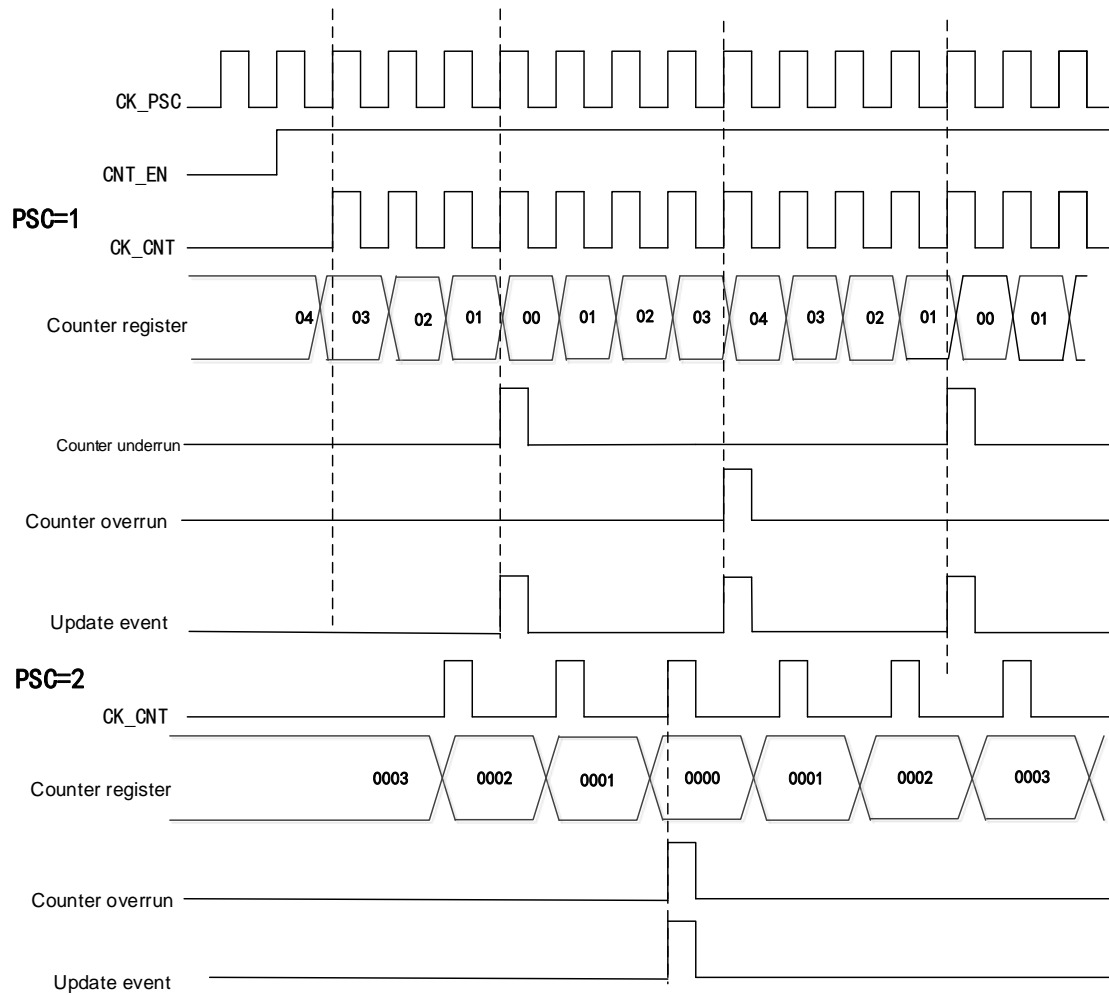 CK_PSC
CNT_EN
PSC=1
CK_CNT
Counter register 04 03 02 01 00 01 02 03 04 03 02 01 00 01
Counter underrun
Counter overrun
Update event
PSC=2
CK_CNT
Counter register 0003 0002 0001 0000 0001 0002 0003
Counter overrun
Update event